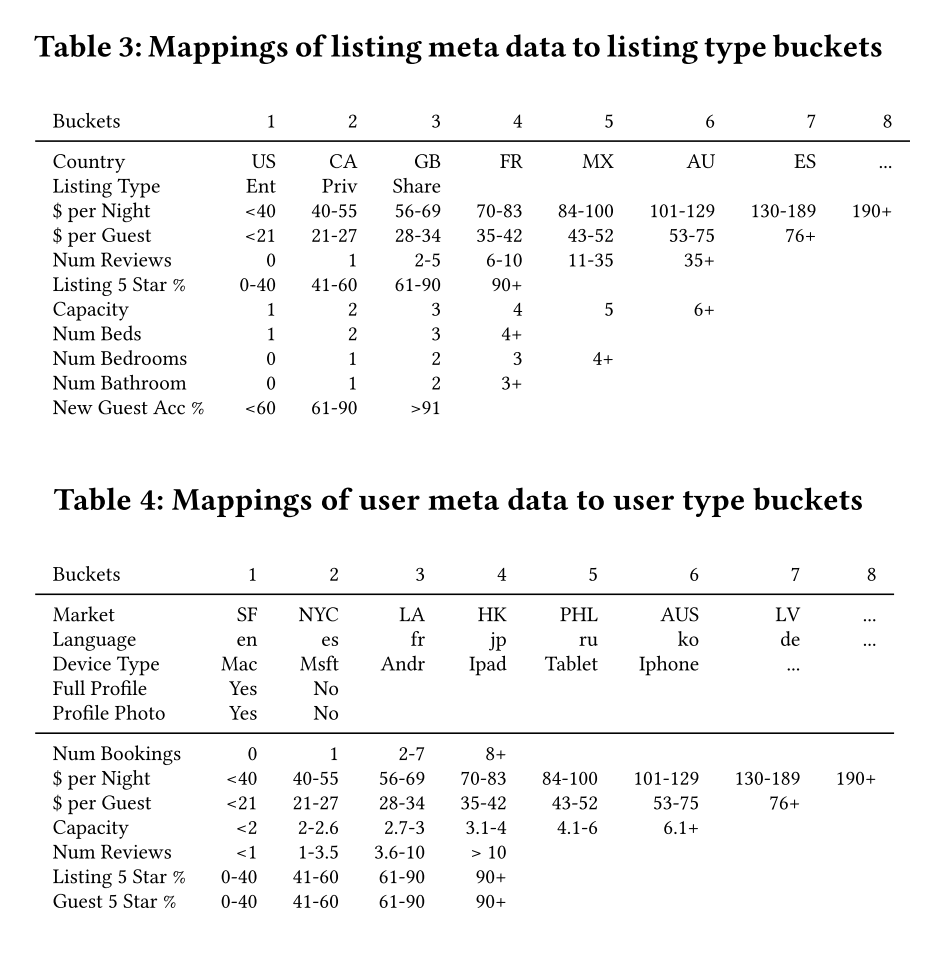 Table 3: Mappings of listing meta data to listing type buckets
Buckets 1 2 3 4 5 6 7 8
Country US CA GB FR MX AU ES ...
Listing Type Ent Priv Share
$ per Night <40 40-55 56-69 70-83 84-100 101-129 130-189 190+
$ per Guest <21 21-27 28-34 35-42 43-52 53-75 76+
Num Reviews 0 1 2-5 6-10 11-35 35+
Listing 5 Star % 0-40 41-60 61-90 90+
Capacity 1 2 3 4 5 6+
Num Beds 1 2 3 4+
Num Bedrooms 0 1 2 3 4+
Num Bathroom 0 1 2 3+
New Guest Acc % <60 61-90 >91
Table 4: Mappings of user meta data to user type buckets
Buckets 1 2 3 4 5 6 7 8
Market SF NYC LA HK PHL AUS LV ...
Language en es fr jp ru ko de ...
Device Type Mac Msft Andr Ipad Tablet Iphone ...
Full Profile Yes No
Profile Photo Yes No
Num Bookings 0 1 2-7 8+
$ per Night <40 40-55 56-69 70-83 84-100 101-129 130-189 190+
$ per Guest <21 21-27 28-34 35-42 43-52 53-75 76+
Capacity <2 2-2.6 2.7-3 3.1-4 4.1-6 6.1+
Num Reviews <1 1-3.5 3.6-10 > 10
Listing 5 Star % 0-40 41-60 61-90 90+
Guest 5 Star % 0-40 41-60 61-90 90+